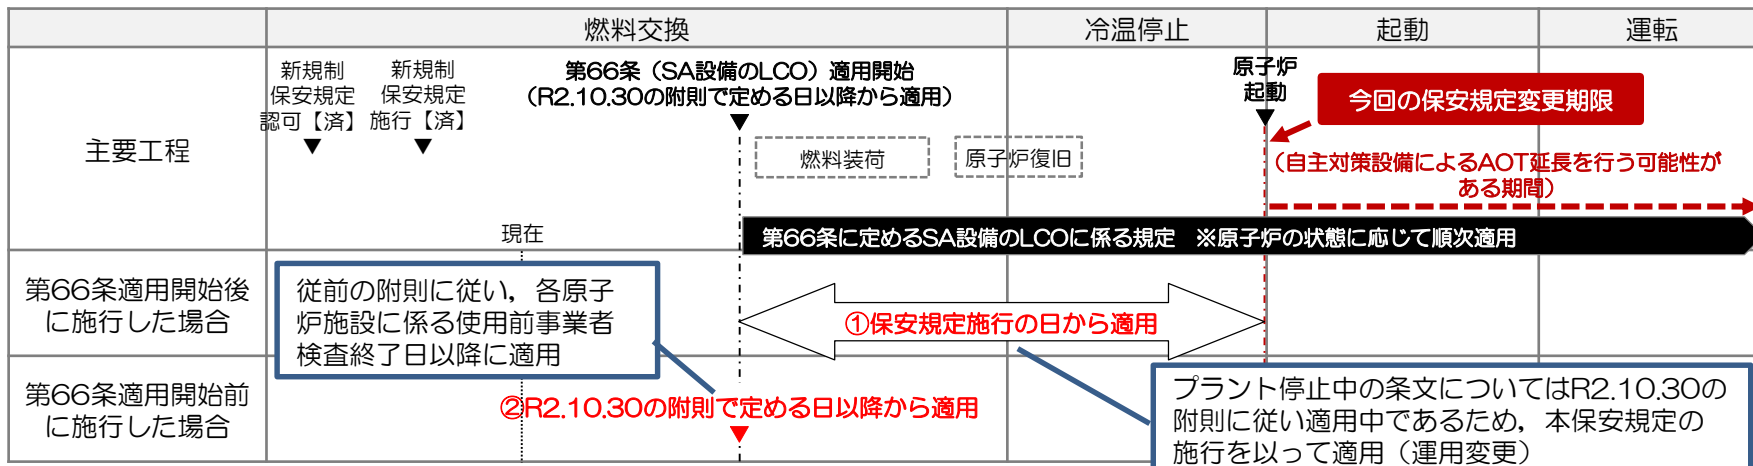 燃料交換
冷温停止
起動
運転
主要工程
新規制
保安規定
認可【済】
新規制
保安規定
施行【済】
第66条（SA設備のLCO）適用開始
（R2.10.30の附則で定める日以降から適用）
原子炉
起動
今回の保安規定変更期限
燃料装荷
原子炉復旧
（自主対策設備によるAOT延長を行う可能性が
ある期間）
現在
第66条に定めるSA設備のLCOに係る規定　※原子炉の状態に応じて順次適用
第66条適用開始後
に施行した場合
従前の附則に従い，各原子
炉施設に係る使用前事業者
検査終了日以降に適用
①保安規定施行の日から適用
第66条適用開始前
に施行した場合
②R2.10.30の附則で定める日以降から適用
プラント停止中の条文についてはR2.10.30の
附則に従い適用中であるため，本保安規定の
施行を以って適用（運用変更）